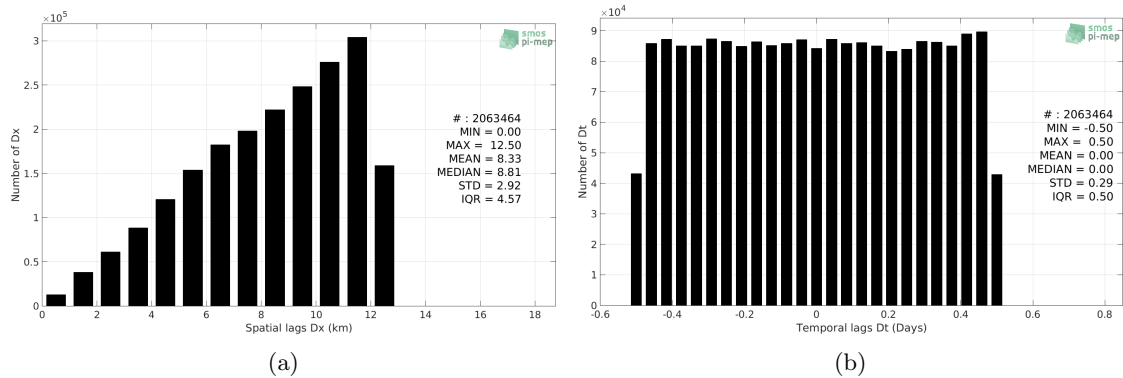 ×10⁵
3
2.5
2
1.5
1
0.5
0
0 2 4 6 8 10 12 14 16 18
Number of Dx
Spatial lags Dx (km)
smos
pi-mep
# : 2063464
MIN = 0.00
MAX = 12.50
MEAN = 8.33
MEDIAN = 8.81
STD = 2.92
IQR = 4.57
(a)
×10⁴
9
8
7
6
5
4
3
2
1
0
-0.6 -0.4 -0.2 0 0.2 0.4 0.6 0.8
Number of Dt
Temporal lags Dt (Days)
smos
pi-mep
# : 2063464
MIN = -0.50
MAX = 0.50
MEAN = 0.00
MEDIAN = 0.00
STD = 0.29
IQR = 0.50
(b)